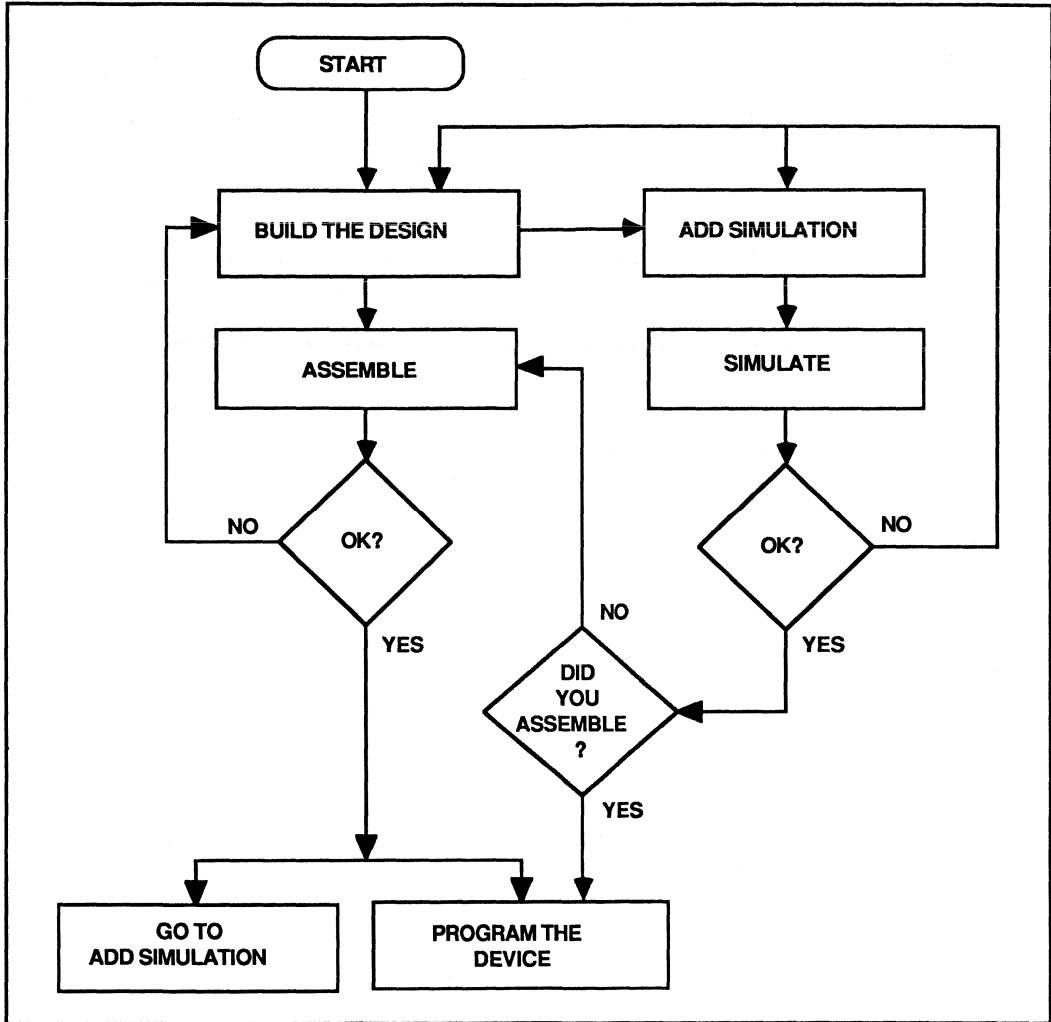 START
BUILD THE DESIGN
ADD SIMULATION
ASSEMBLE
SIMULATE
NO
OK?
YES
OK?
NO
YES
NO
DID
YOU
ASSEMBLE
?
YES
GO TO
ADD SIMULATION
PROGRAM THE
DEVICE